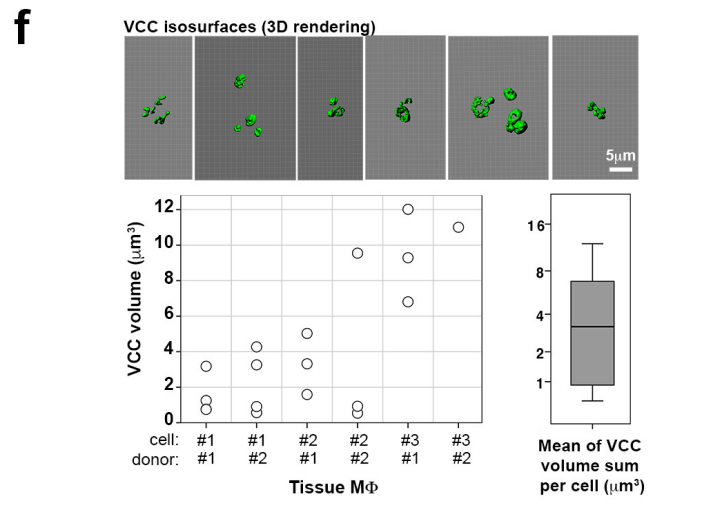 f
VCC isosurfaces (3D rendering)
5μm
VCC volume (μm³)
12
10
8
6
4
2
0
cell: #1 #1 #2 #2 #3 #3
donor: #1 #2 #1 #2 #1 #2
Tissue MΦ
16
8
4
2
1
Mean of VCC
volume sum
per cell (μm³)